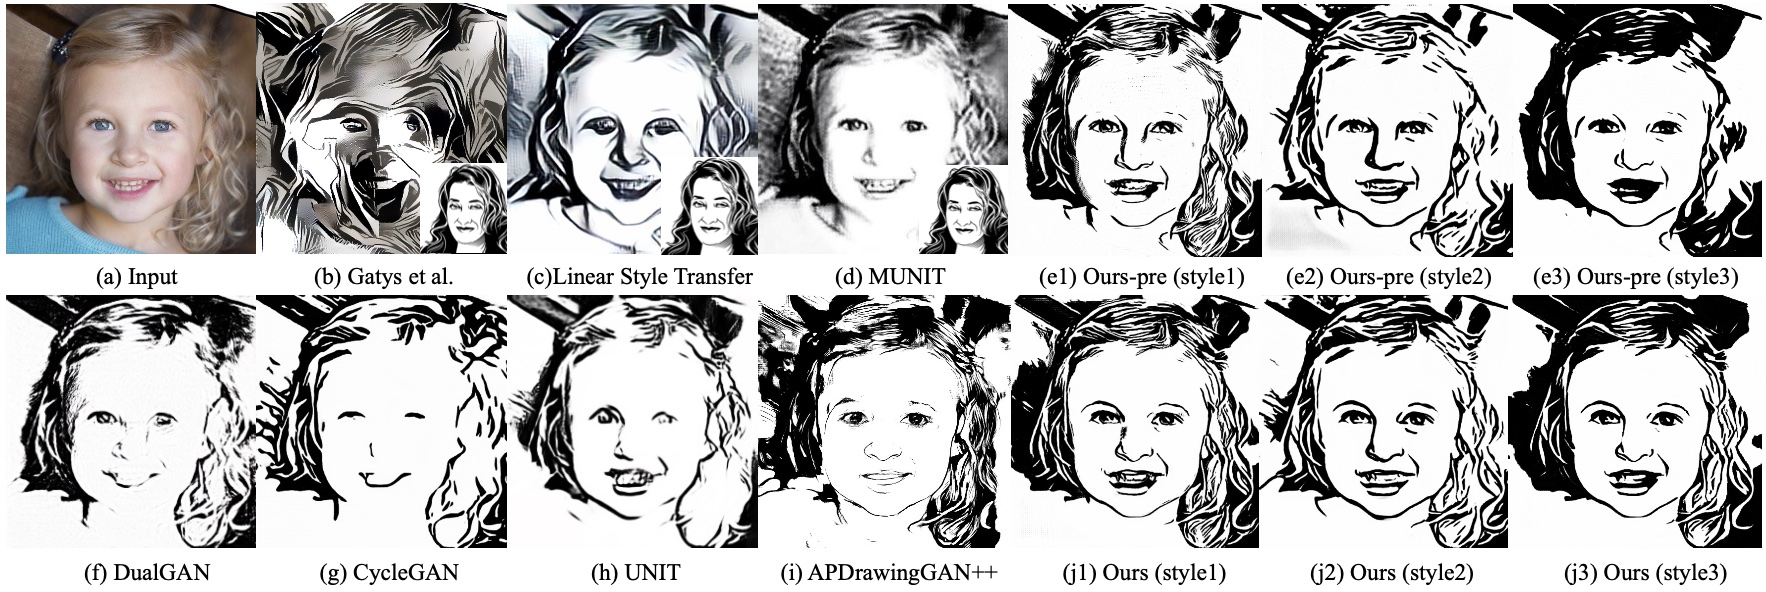 (a) Input
(b) Gatys et al.
(c)Linear Style Transfer
(d) MUNIT
(e1) Ours-pre (style1)
(e2) Ours-pre (style2)
(e3) Ours-pre (style3)
(f) DualGAN
(g) CycleGAN
(h) UNIT
(i) APDrawingGAN++
(j1) Ours (style1)
(j2) Ours (style2)
(j3) Ours (style3)